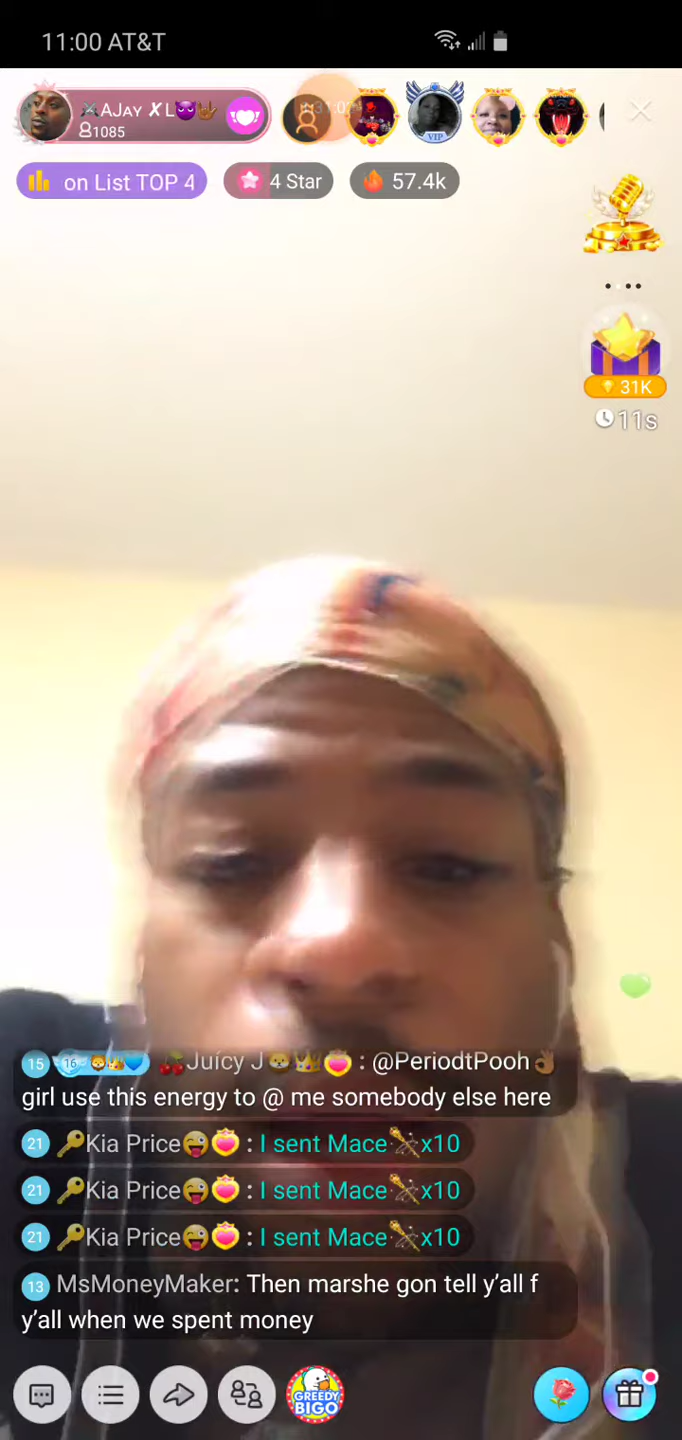 11:00 AT&T
⚔AJAY ✗L😈🤟
1085
VIP
on List TOP 4
4 Star
57.4k
31K
11s
15 16 🍒Juicy J : @PeriodtPooh👌🏾
girl use this energy to @ me somebody else here
21 🔑Kia Price😜 : I sent Mace x10
21 🔑Kia Price😜 : I sent Mace x10
21 🔑Kia Price😜 : I sent Mace x10
13 MsMoneyMaker: Then marshe gon tell y’all f
y’all when we spent money
GREEDY
BIGO